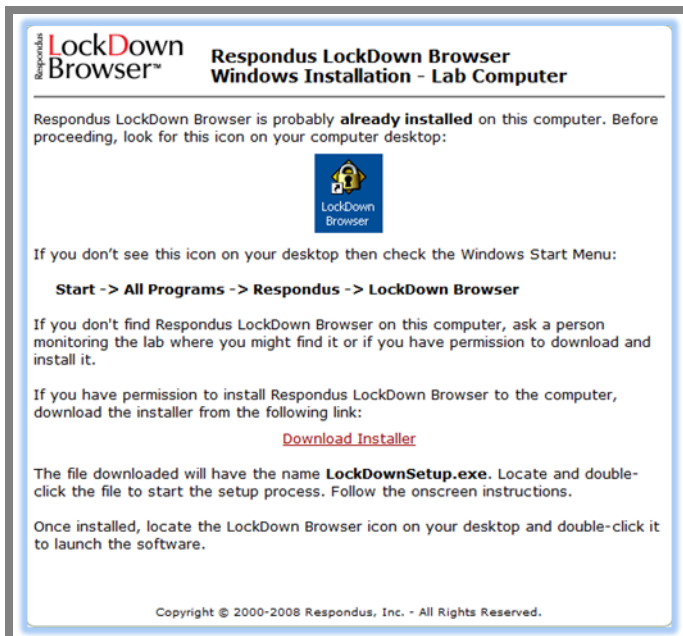 Respondus LockDown Browser™
Respondus LockDown Browser
Windows Installation - Lab Computer
Respondus LockDown Browser is probably already installed on this computer. Before
proceeding, look for this icon on your computer desktop:
LockDown
Browser
If you don’t see this icon on your desktop then check the Windows Start Menu:
Start -> All Programs -> Respondus -> LockDown Browser
If you don't find Respondus LockDown Browser on this computer, ask a person
monitoring the lab where you might find it or if you have permission to download and
install it.
If you have permission to install Respondus LockDown Browser to the computer,
download the installer from the following link:
Download Installer
The file downloaded will have the name LockDownSetup.exe. Locate and double-
click the file to start the setup process. Follow the onscreen instructions.
Once installed, locate the LockDown Browser icon on your desktop and double-click it
to launch the software.
Copyright © 2000-2008 Respondus, Inc. - All Rights Reserved.